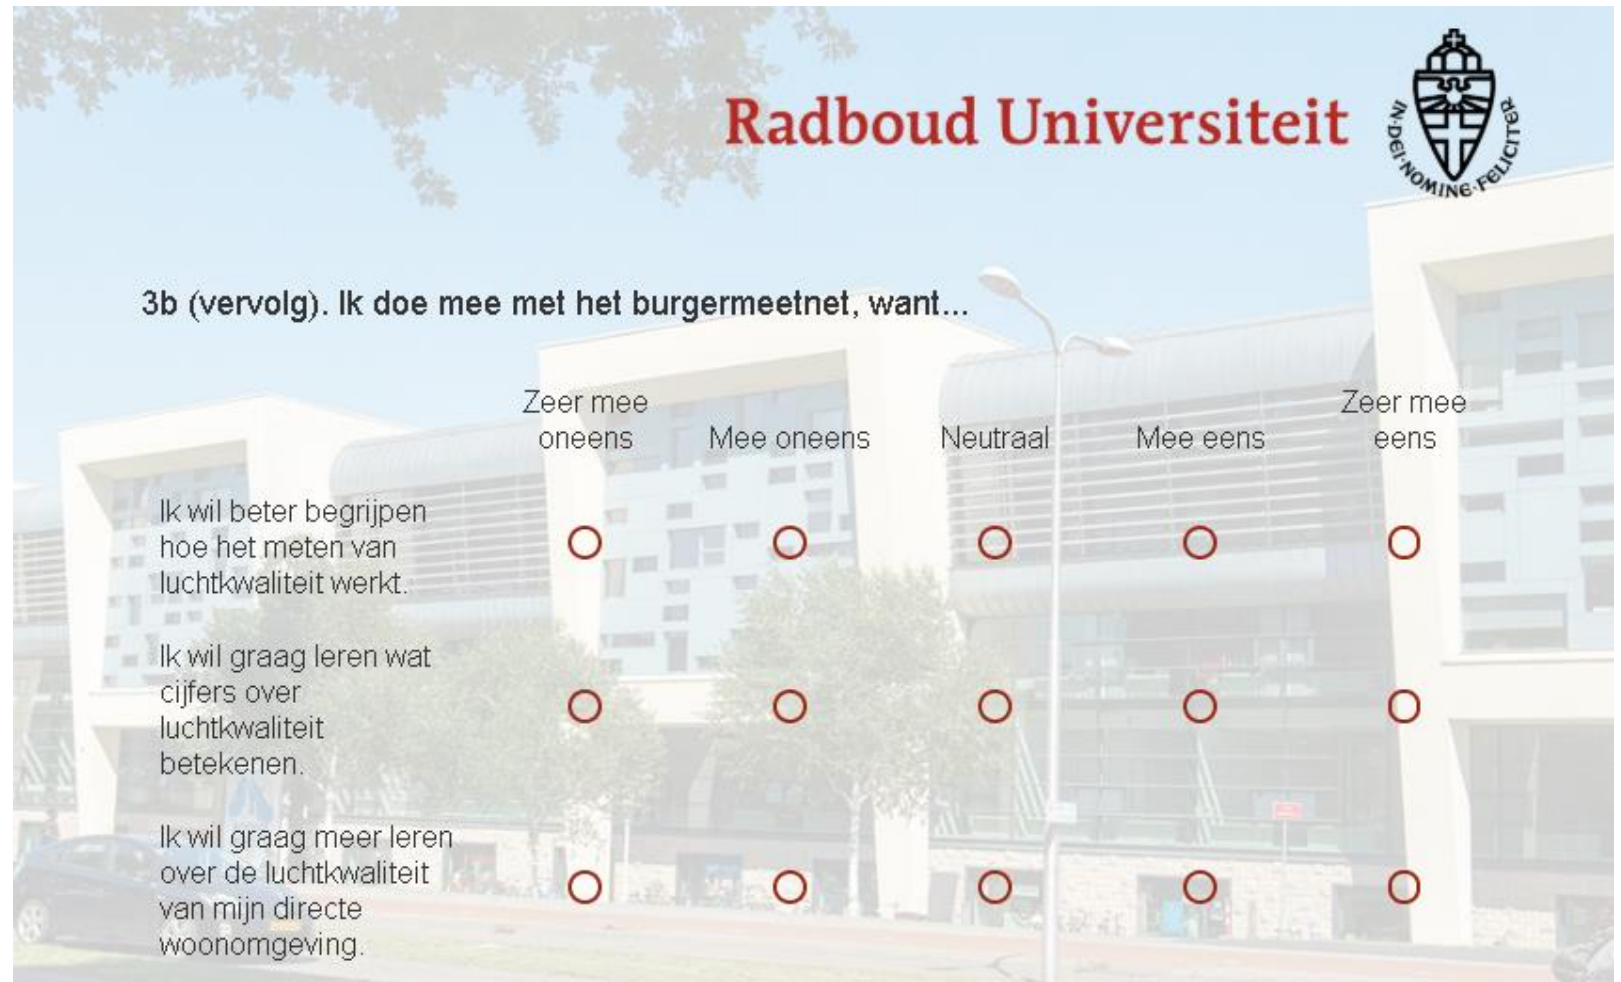 Radboud Universiteit
IN·DEI·NOMINE·FELICITER
3b (vervolg). Ik doe mee met het burgermeetnet, want...
Zeer mee oneens
Mee oneens
Neutraal
Mee eens
Zeer mee eens
Ik wil beter begrijpen
hoe het meten van
luchtkwaliteit werkt.
Ik wil graag leren wat
cijfers over
luchtkwaliteit
betekenen.
Ik wil graag meer leren
over de luchtkwaliteit
van mijn directe
woonomgeving.